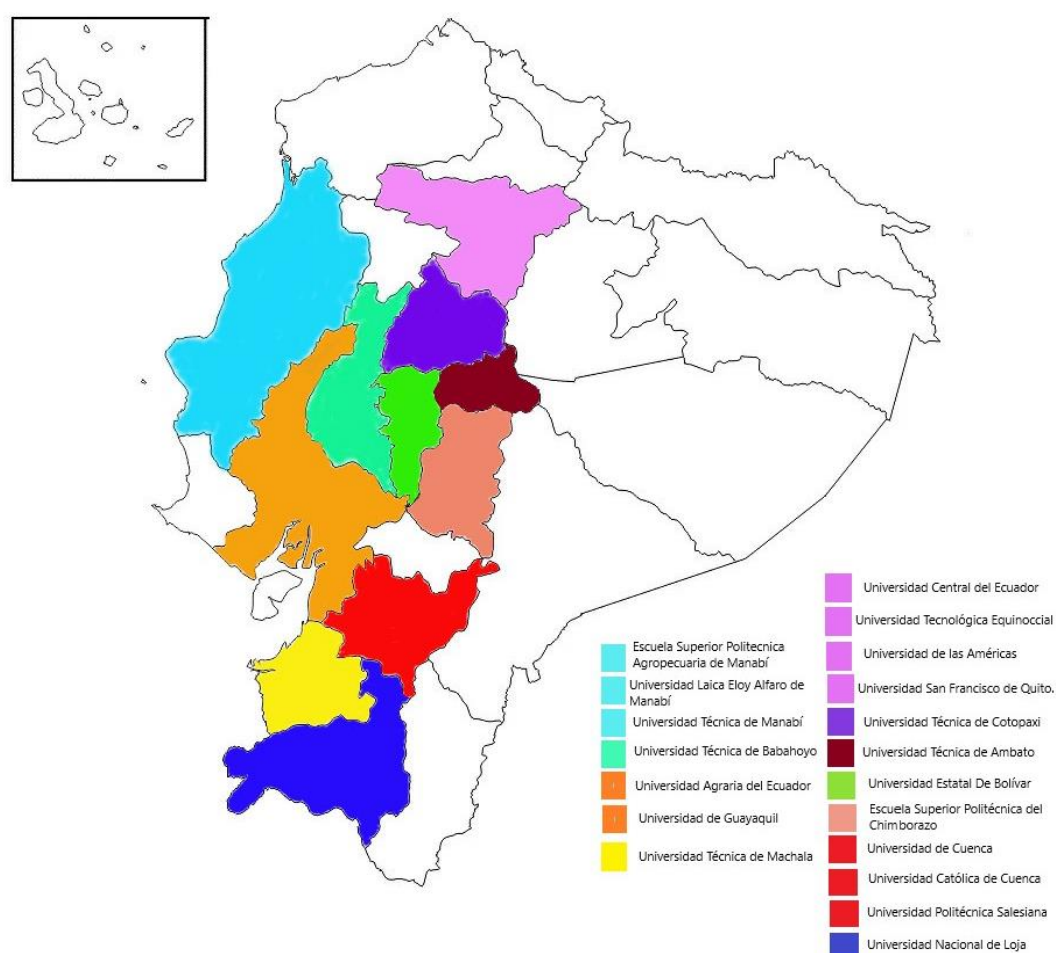 Escuela Superior Politecnica
Agropecuaria de Manabí
Universidad Laica Eloy Alfaro de
Manabí
Universidad Técnica de Manabí
Universidad Técnica de Babahoyo
Universidad Agraria del Ecuador
Universidad de Guayaquil
Universidad Técnica de Machala
Universidad Central del Ecuador
Universidad Tecnológica Equinoccial
Universidad de las Américas
Universidad San Francisco de Quito.
Universidad Técnica de Cotopaxi
Universidad Técnica de Ambato
Universidad Estatal De Bolívar
Escuela Superior Politécnica del
Chimborazo
Universidad de Cuenca
Universidad Católica de Cuenca
Universidad Politécnica Salesiana
Universidad Nacional de Loja